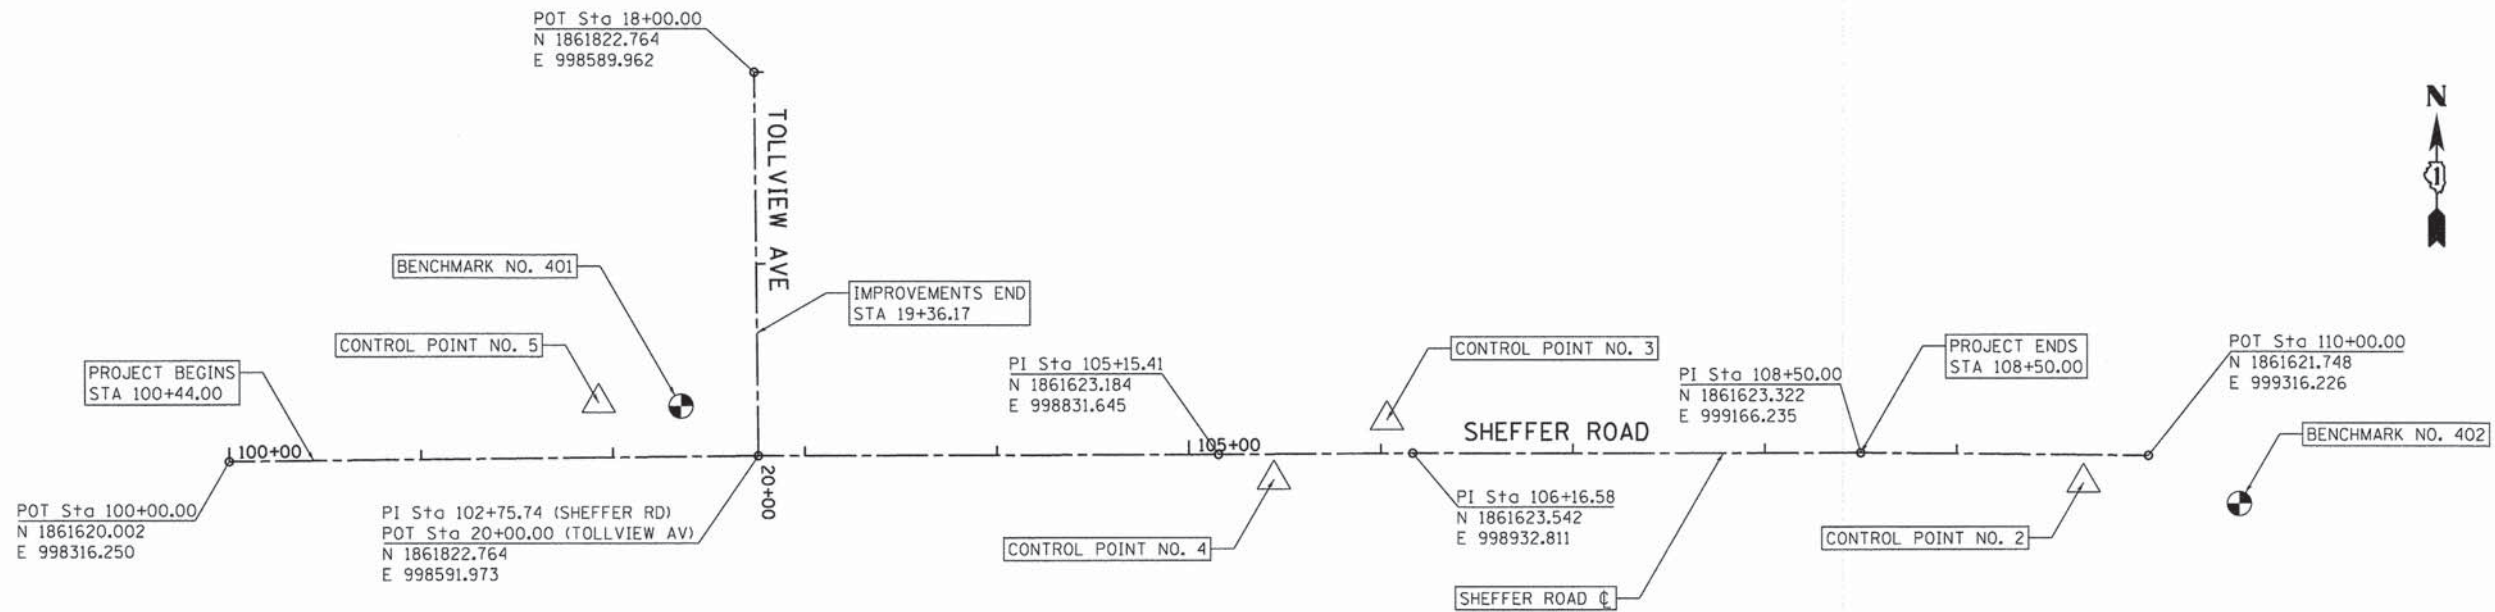 POT Sta 18+00.00
N 1861822.764
E 998589.962
TOLLVIEW AVE
N
1
BENCHMARK NO. 401
IMPROVEMENTS END
STA 19+36.17
CONTROL POINT NO. 5
CONTROL POINT NO. 3
PROJECT ENDS
STA 108+50.00
POT Sta 110+00.00
N 1861621.748
E 999316.226
PROJECT BEGINS
STA 100+44.00
PI Sta 105+15.41
N 1861623.184
E 998831.645
PI Sta 108+50.00
N 1861623.322
E 999166.235
SHEFFER ROAD
BENCHMARK NO. 402
100+00
105+00
20+00
POT Sta 100+00.00
N 1861620.002
E 998316.250
PI Sta 102+75.74 (SHEFFER RD)
POT Sta 20+00.00 (TOLLVIEW AV)
N 1861822.764
E 998591.973
CONTROL POINT NO. 4
PI Sta 106+16.58
N 1861623.542
E 998932.811
CONTROL POINT NO. 2
SHEFFER ROAD ℄